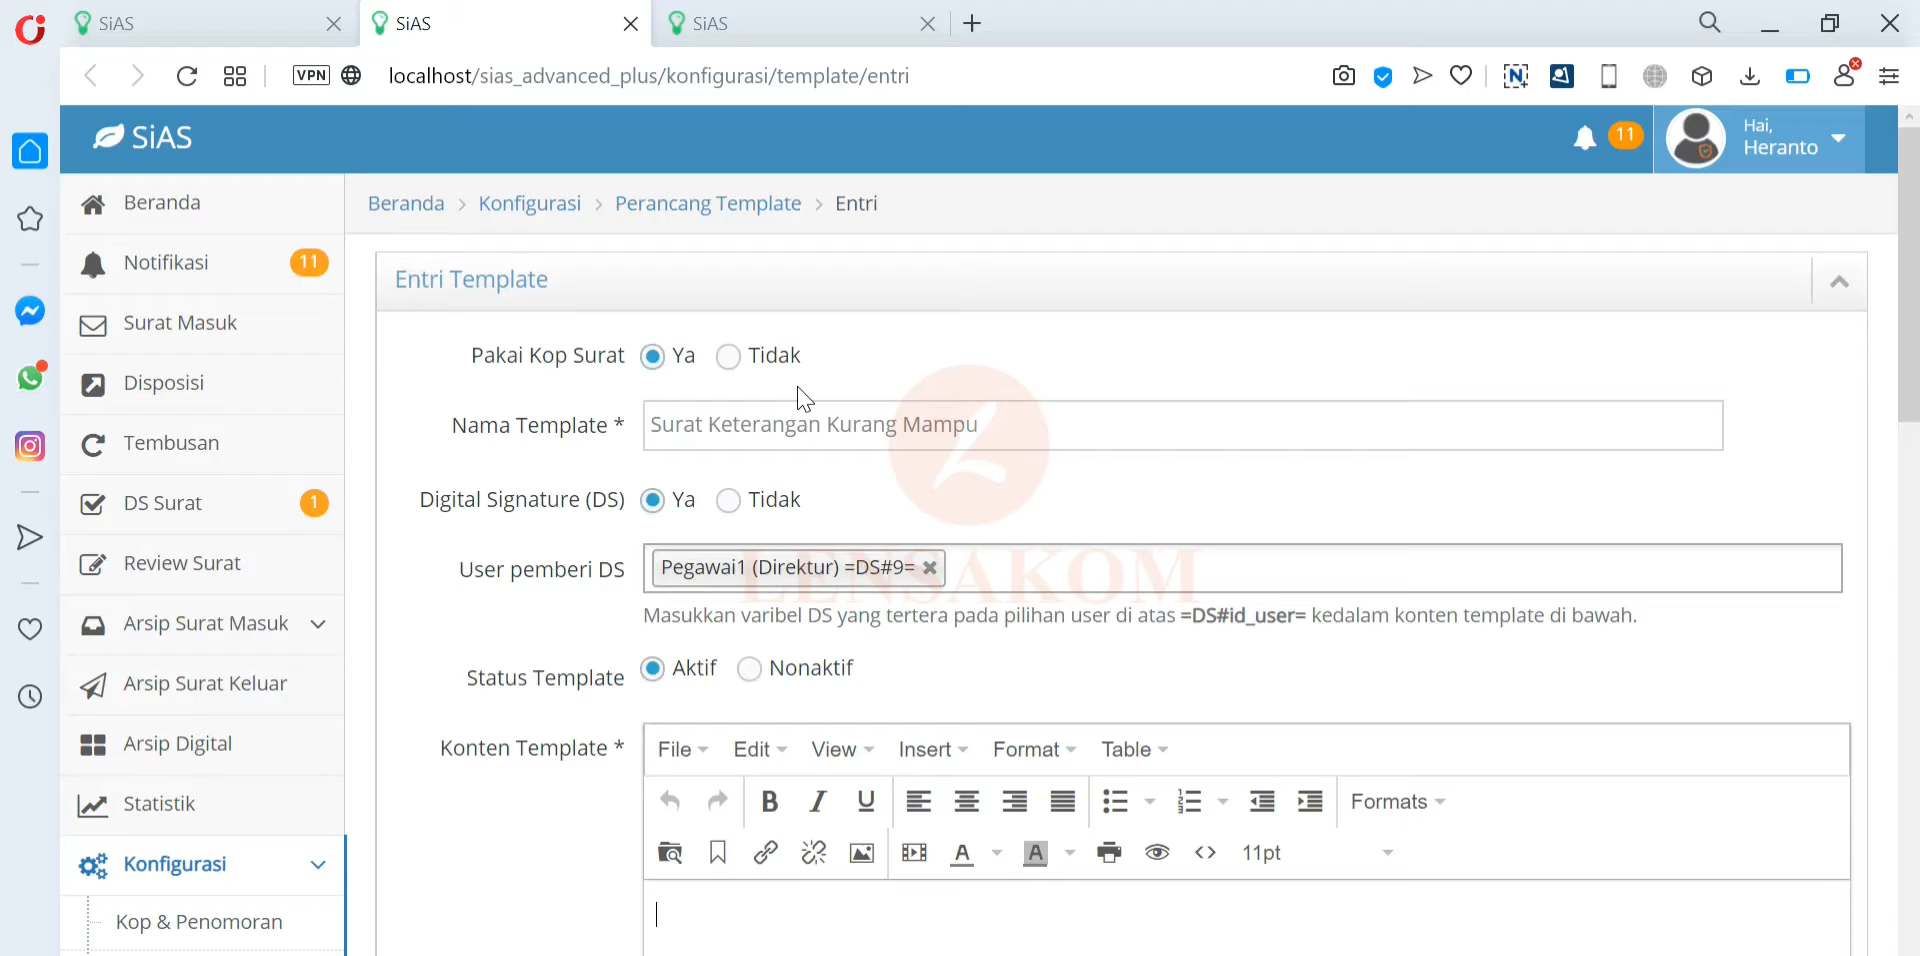 SiAS
SiAS
SiAS
VPN
localhost/sias_advanced_plus/konfigurasi/template/entri
SiAS
11
Hai,
Heranto
Beranda
Notifikasi
11
Surat Masuk
Disposisi
Tembusan
DS Surat
1
Review Surat
Arsip Surat Masuk
Arsip Surat Keluar
Arsip Digital
Statistik
Konfigurasi
Kop & Penomoran
Beranda > Konfigurasi > Perancang Template > Entri
Entri Template
Pakai Kop Surat Ya Tidak
Nama Template * Surat Keterangan Kurang Mampu
Digital Signature (DS) Ya Tidak
User pemberi DS Pegawai1 (Direktur) =DS#9=
LENSAKOM
Masukkan varibel DS yang tertera pada pilihan user di atas =DS#id_user= kedalam konten template di bawah.
Status Template Aktif Nonaktif
Konten Template * File Edit View Insert Format Table
B I U Formats
A A 11pt